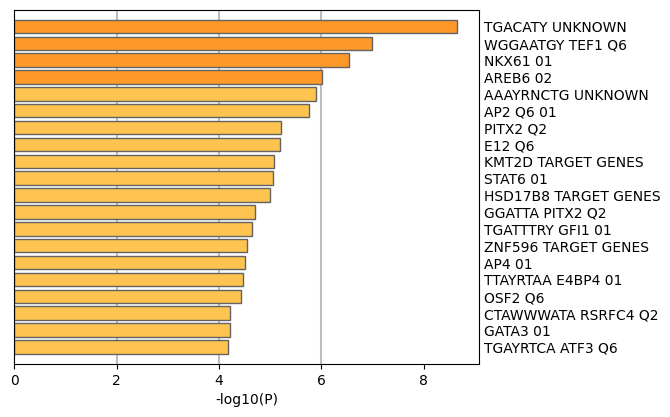 TGACATY UNKNOWN
WGGAATGY TEF1 Q6
NKX61 01
AREB6 02
AAAYRNCTG UNKNOWN
AP2 Q6 01
PITX2 Q2
E12 Q6
KMT2D TARGET GENES
STAT6 01
HSD17B8 TARGET GENES
GGATTA PITX2 Q2
TGATTTRY GFI1 01
ZNF596 TARGET GENES
AP4 01
TTAYRTAA E4BP4 01
OSF2 Q6
CTAWWWATA RSRFC4 Q2
GATA3 01
TGAYRTCA ATF3 Q6
0 2 4 6 8
-log10(P)